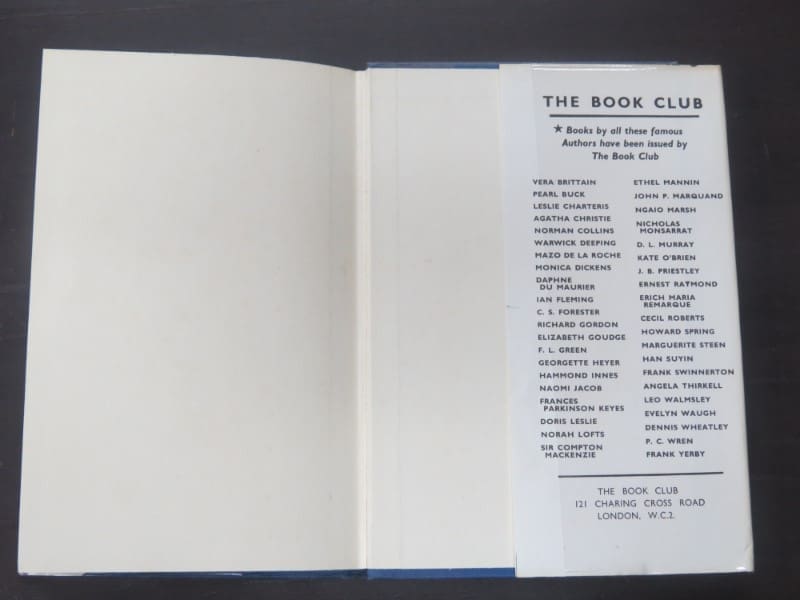 THE BOOK CLUB
★ Books by all these famous
Authors have been issued by
The Book Club
VERA BRITTAIN
PEARL BUCK
LESLIE CHARTERIS
AGATHA CHRISTIE
NORMAN COLLINS
WARWICK DEEPING
MAZO DE LA ROCHE
MONICA DICKENS
DAPHNE
DU MAURIER
IAN FLEMING
C. S. FORESTER
RICHARD GORDON
ELIZABETH GOUDGE
F. L. GREEN
GEORGETTE HEYER
HAMMOND INNES
NAOMI JACOB
FRANCES
PARKINSON KEYES
DORIS LESLIE
NORAH LOFTS
SIR COMPTON
MACKENZIE
ETHEL MANNIN
JOHN P. MARQUAND
NGAIO MARSH
NICHOLAS
MONSARRAT
D. L. MURRAY
KATE O'BRIEN
J. B. PRIESTLEY
ERNEST RAYMOND
ERICH MARIA
REMARQUE
CECIL ROBERTS
HOWARD SPRING
MARGUERITE STEEN
HAN SUYIN
FRANK SWINNERTON
ANGELA THIRKELL
LEO WALMSLEY
EVELYN WAUGH
DENNIS WHEATLEY
P. C. WREN
FRANK YERBY
THE BOOK CLUB
121 CHARING CROSS ROAD
LONDON, W.C.2.